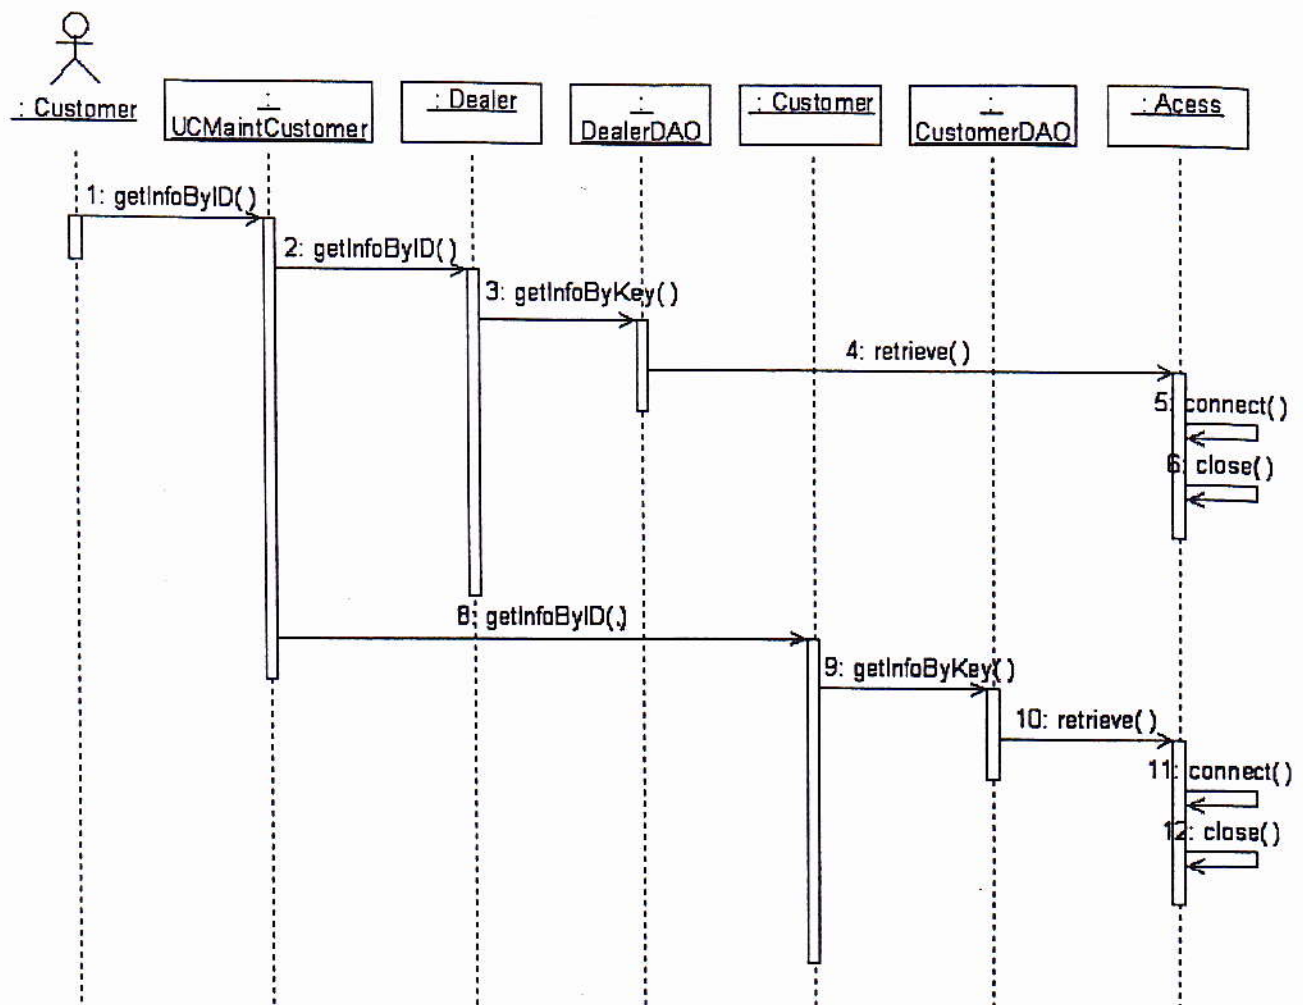 : Customer
:
UCMaintCustomer
: Dealer
:
DealerDAO
: Customer
:
CustomerDAO
: Acess
1: getInfoByID( )
2: getInfoByID( )
3: getInfoByKey( )
4: retrieve( )
5: connect( )
6: close( )
8: getInfoByID( )
9: getInfoByKey( )
10: retrieve( )
11: connect( )
12: close( )